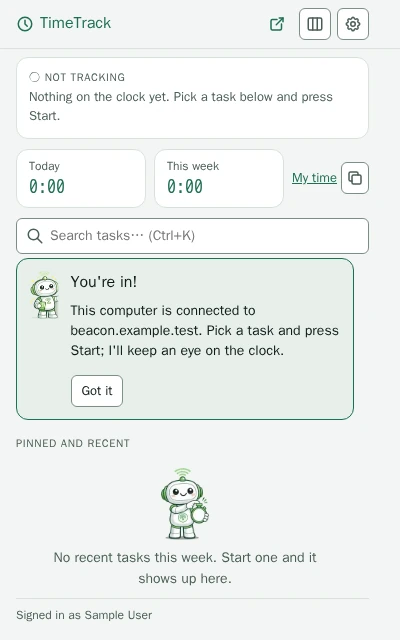 TimeTrack
NOT TRACKING
Nothing on the clock yet. Pick a task below and press
Start.
Today
0:00
This week
0:00
My time
Search tasks··· (Ctrl+K)
You're in!
This computer is connected to
beacon.example.test. Pick a task and press
Start; I'll keep an eye on the clock.
Got it
PINNED AND RECENT
No recent tasks this week. Start one and it
shows up here.
Signed in as Sample User